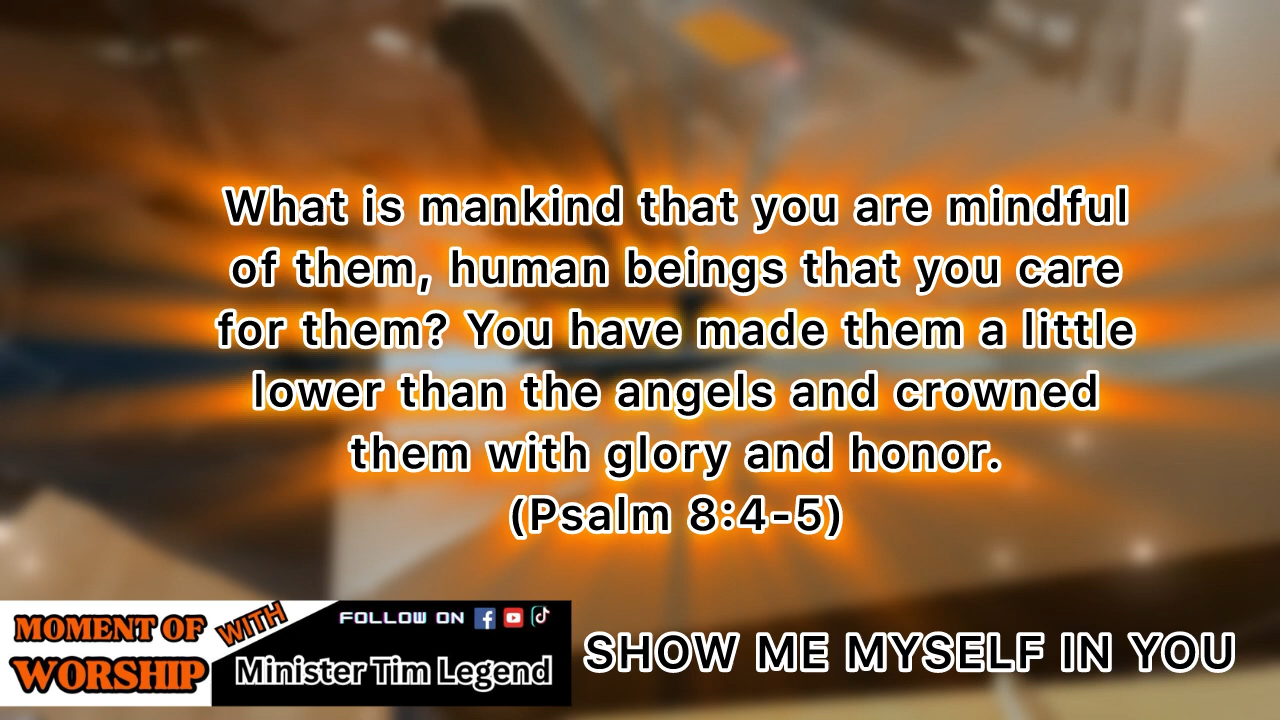 What is mankind that you are mindful
of them, human beings that you care
for them? You have made them a little
lower than the angels and crowned
them with glory and honor.
(Psalm 8:4-5)
MOMENT OF
WORSHIP
WITH
FOLLOW ON
Minister Tim Legend
SHOW ME MYSELF IN YOU